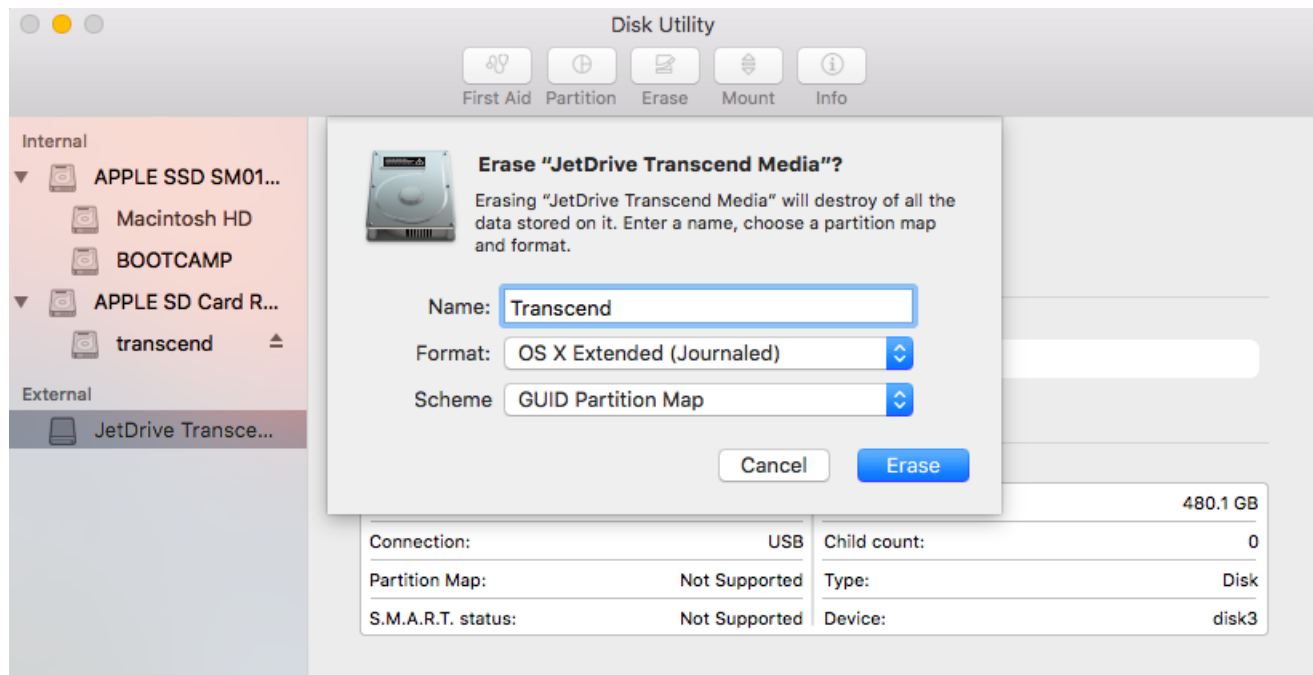 Disk Utility
First Aid Partition Erase Mount Info
Internal
APPLE SSD SM01...
Macintosh HD
BOOTCAMP
APPLE SD Card R...
transcend
External
JetDrive Transce...
Erase “JetDrive Transcend Media”?
Erasing “JetDrive Transcend Media” will destroy of all the
data stored on it. Enter a name, choose a partition map
and format.
Name: Transcend
Format: OS X Extended (Journaled)
Scheme GUID Partition Map
Cancel Erase
480.1 GB
Connection: USB Child count: 0
Partition Map: Not Supported Type: Disk
S.M.A.R.T. status: Not Supported Device: disk3